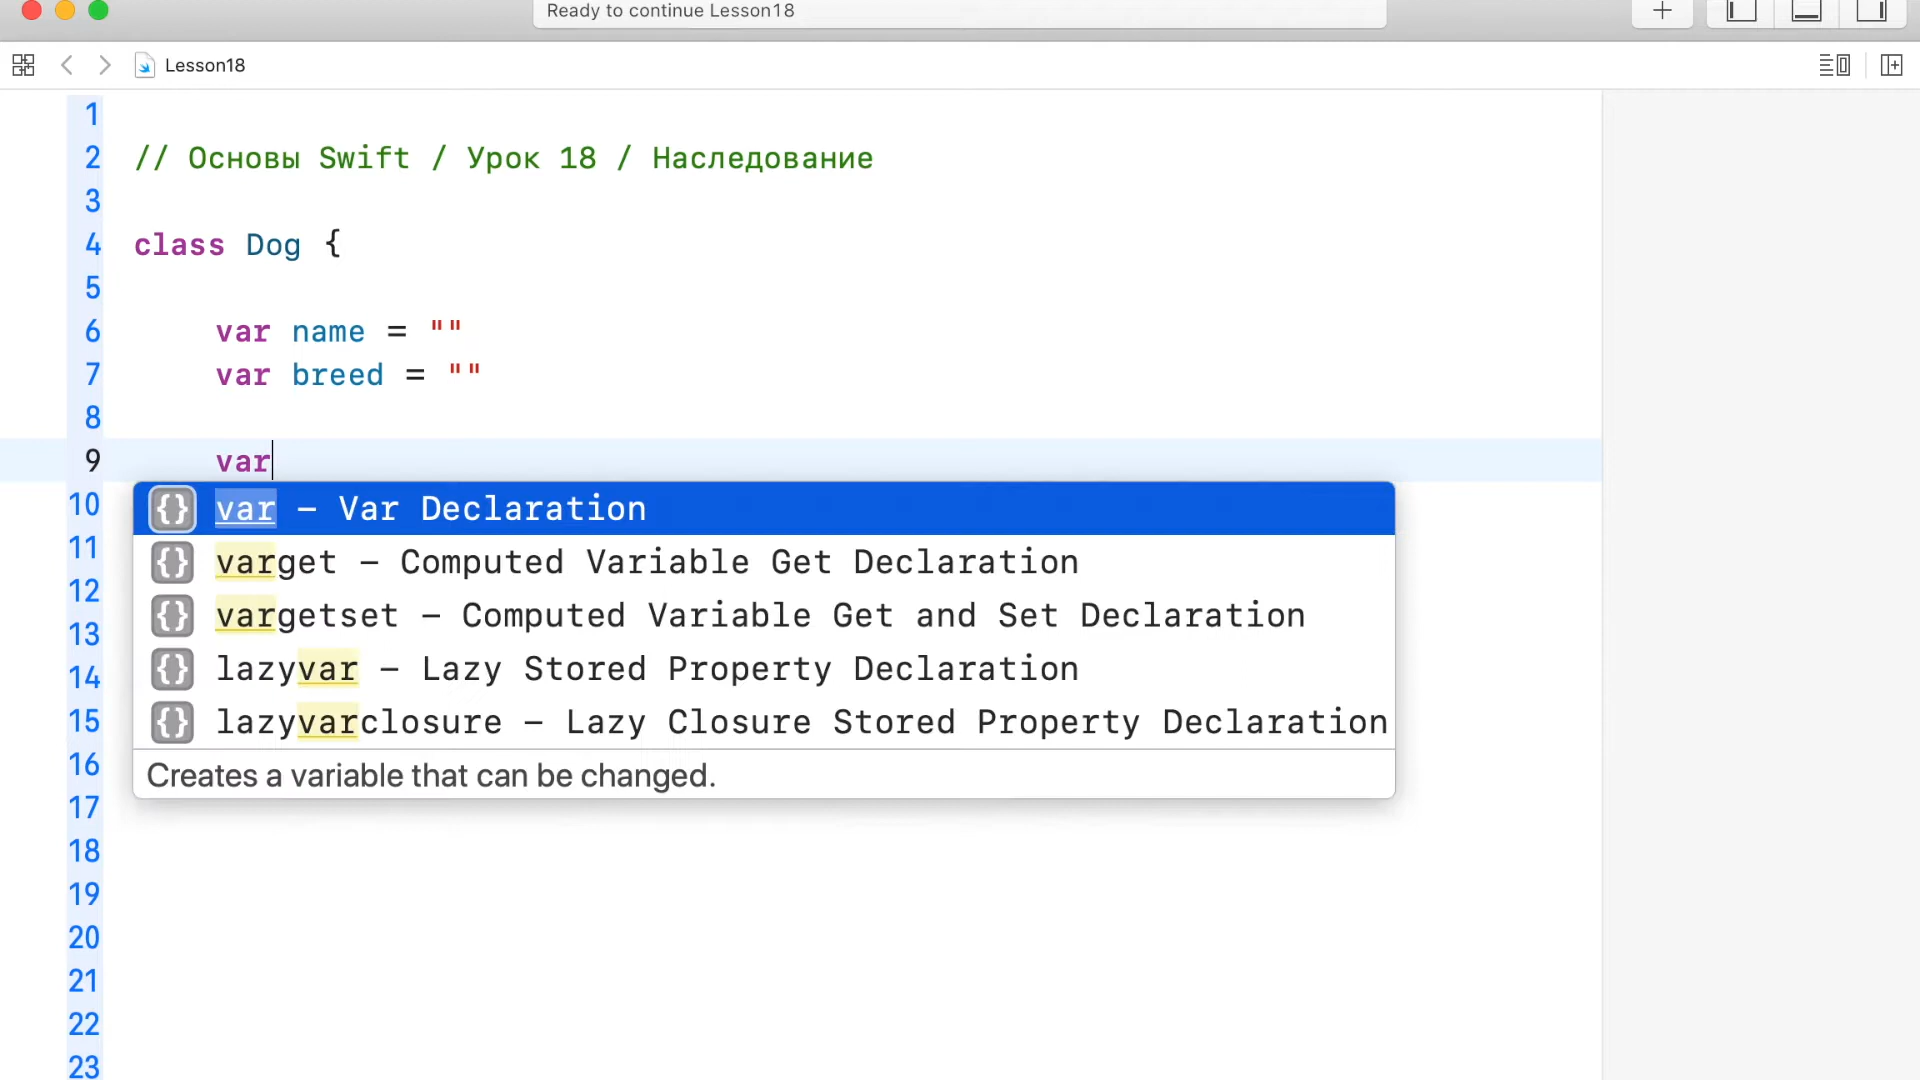 Ready to continue Lesson18
Lesson18
1
2 // Основы Swift / Урок 18 / Наследование
3
4 class Dog {
5
6 var name = ""
7 var breed = ""
8
9 var
10 {} var – Var Declaration
11 {} varget – Computed Variable Get Declaration
12
13 {} vargetset – Computed Variable Get and Set Declaration
14 {} lazyvar – Lazy Stored Property Declaration
15 {} lazyvarclosure – Lazy Closure Stored Property Declaration
16 Creates a variable that can be changed.
17
18
19
20
21
22
23